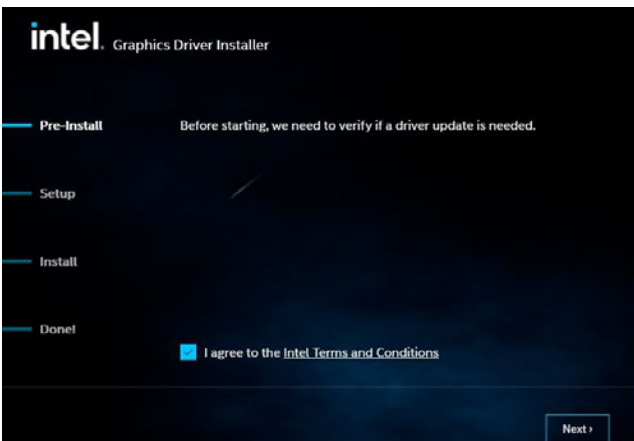 intel. Graphics Driver Installer
Pre-Install
Before starting, we need to verify if a driver update is needed.
Setup
Install
Done!
I agree to the Intel Terms and Conditions
Next ›